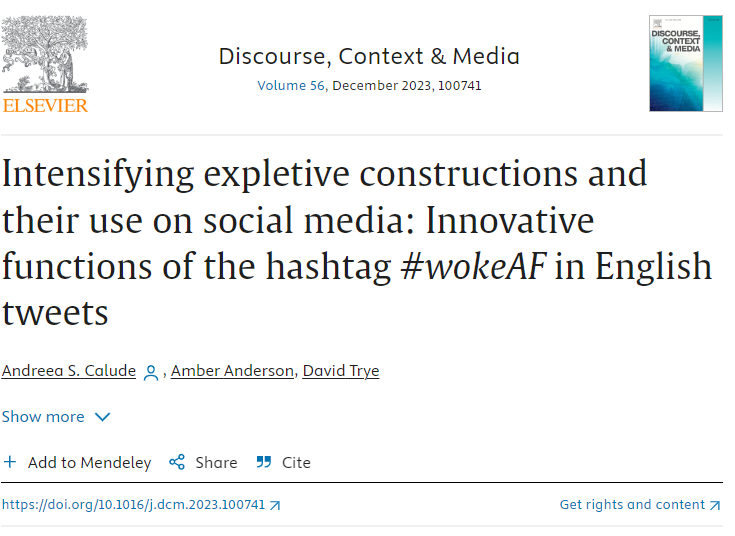 ELSEVIER
Discourse, Context & Media
Volume 56, December 2023, 100741
DISCOURSE,
CONTEXT
& MEDIA
Intensifying expletive constructions and
their use on social media: Innovative
functions of the hashtag #wokeAF in English
tweets
Andreea S. Calude , Amber Anderson, David Trye
Show more
Add to Mendeley Share Cite
https://doi.org/10.1016/j.dcm.2023.100741 Get rights and content